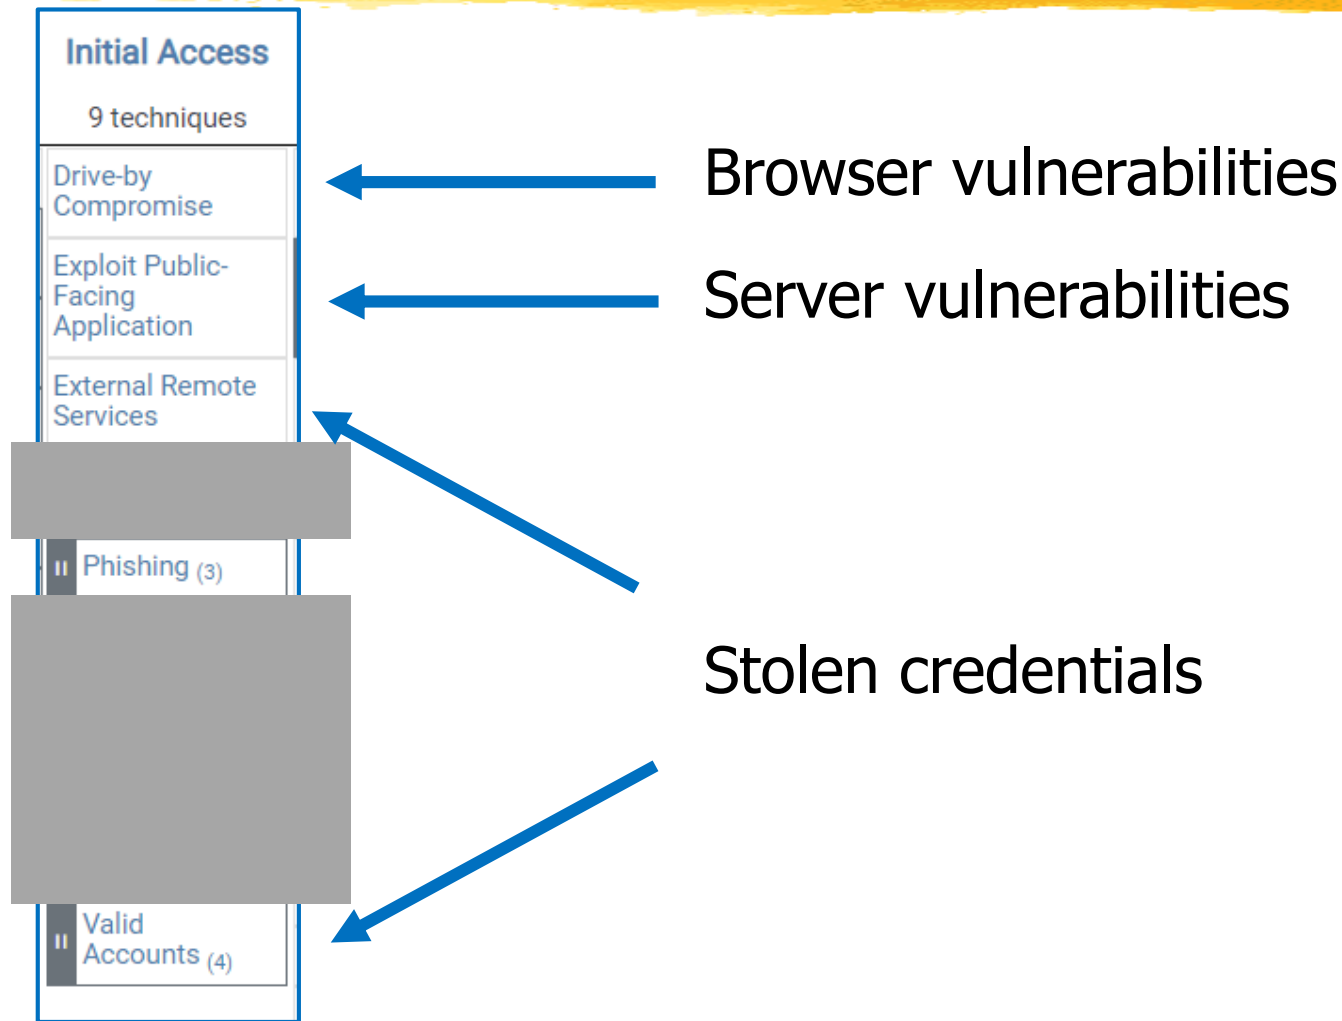 Initial Access
9 techniques
Drive-by
Compromise
Exploit Public-
Facing
Application
External Remote
Services
Phishing (3)
Valid
Accounts (4)
Browser vulnerabilities
Server vulnerabilities
Stolen credentials